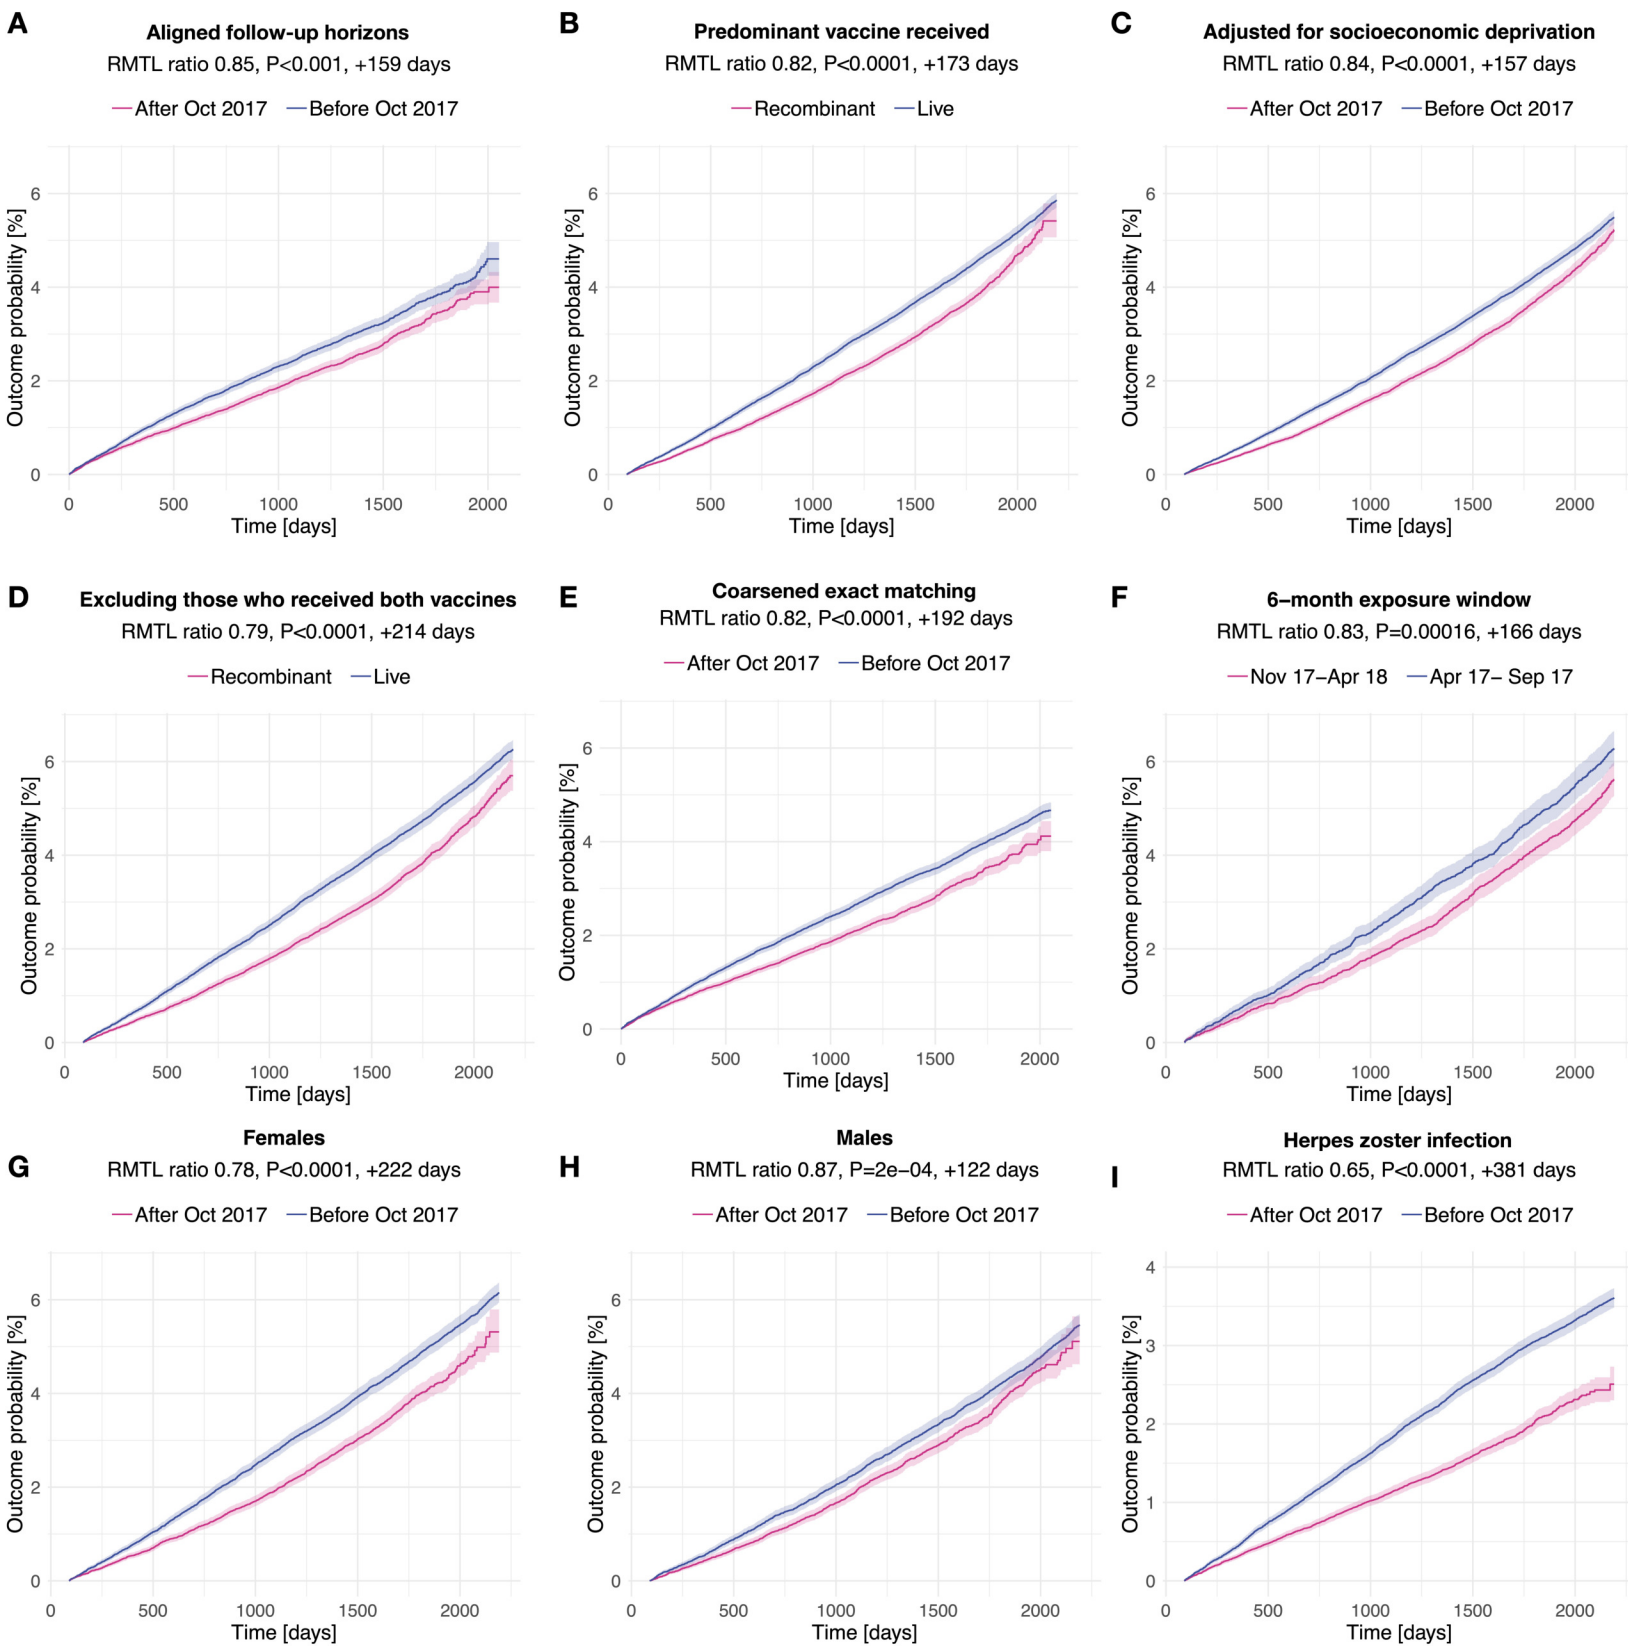 A
Aligned follow-up horizons
RMTL ratio 0.85, P<0.001, +159 days
After Oct 2017 Before Oct 2017
Outcome probability [%]
6
4
2
0
0 500 1000 1500 2000
Time [days]
B
Predominant vaccine received
RMTL ratio 0.82, P<0.0001, +173 days
Recombinant Live
Outcome probability [%]
6
4
2
0
0 500 1000 1500 2000
Time [days]
C
Adjusted for socioeconomic deprivation
RMTL ratio 0.84, P<0.0001, +157 days
After Oct 2017 Before Oct 2017
Outcome probability [%]
6
4
2
0
0 500 1000 1500 2000
Time [days]
D
Excluding those who received both vaccines
RMTL ratio 0.79, P<0.0001, +214 days
Recombinant Live
Outcome probability [%]
6
4
2
0
0 500 1000 1500 2000
Time [days]
E
Coarsened exact matching
RMTL ratio 0.82, P<0.0001, +192 days
After Oct 2017 Before Oct 2017
Outcome probability [%]
6
4
2
0
0 500 1000 1500 2000
Time [days]
F
6−month exposure window
RMTL ratio 0.83, P=0.00016, +166 days
Nov 17−Apr 18 Apr 17− Sep 17
Outcome probability [%]
6
4
2
0
0 500 1000 1500 2000
Time [days]
G
Females
RMTL ratio 0.78, P<0.0001, +222 days
After Oct 2017 Before Oct 2017
Outcome probability [%]
6
4
2
0
0 500 1000 1500 2000
Time [days]
H
Males
RMTL ratio 0.87, P=2e−04, +122 days
After Oct 2017 Before Oct 2017
Outcome probability [%]
6
4
2
0
0 500 1000 1500 2000
Time [days]
I
Herpes zoster infection
RMTL ratio 0.65, P<0.0001, +381 days
After Oct 2017 Before Oct 2017
Outcome probability [%]
4
3
2
1
0
0 500 1000 1500 2000
Time [days]